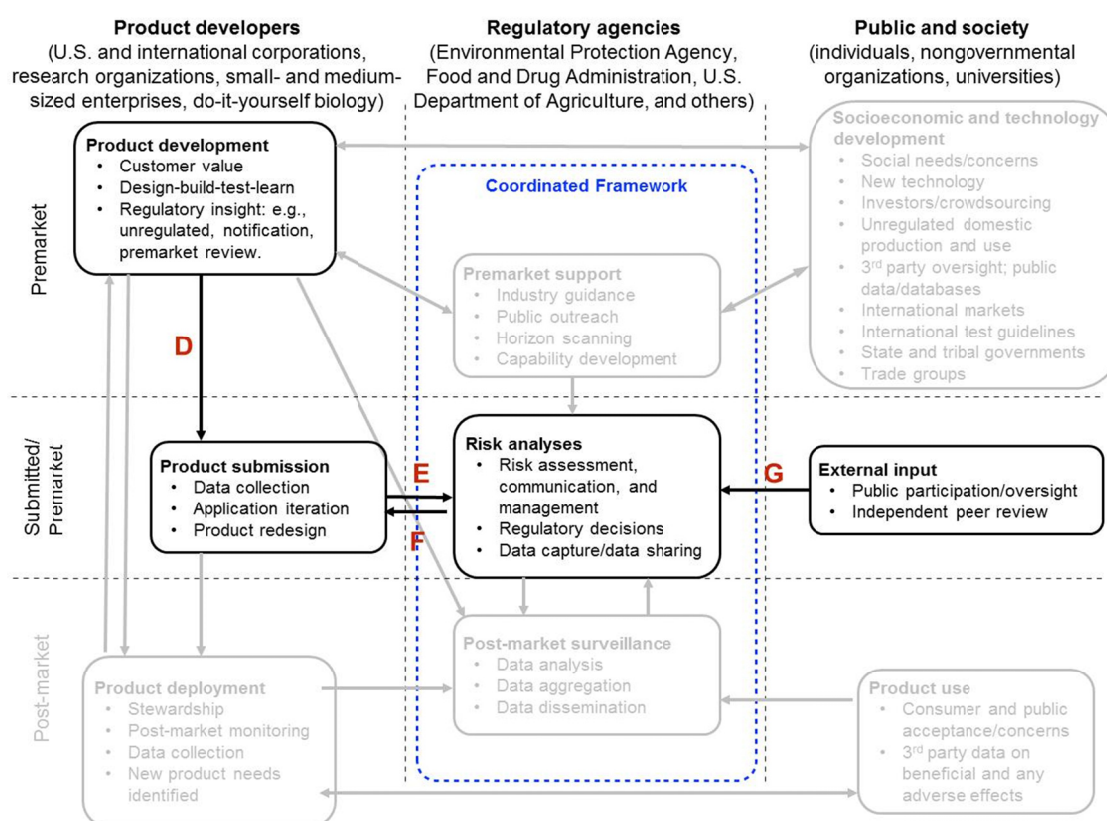 Product developers
(U.S. and international corporations,
research organizations, small- and medium-
sized enterprises, do-it-yourself biology)
Regulatory agencies
(Environmental Protection Agency,
Food and Drug Administration, U.S.
Department of Agriculture, and others)
Public and society
(individuals, nongovernmental
organizations, universities)
Premarket
Product development
• Customer value
• Design-build-test-learn
• Regulatory insight: e.g.,
unregulated, notification,
premarket review.
Coordinated Framework
Premarket support
• Industry guidance
• Public outreach
• Horizon scanning
• Capability development
Socioeconomic and technology
development
• Social needs/concerns
• New technology
• Investors/crowdsourcing
• Unregulated domestic
production and use
• 3rd party oversight; public
data/databases
• International markets
• International test guidelines
• State and tribal governments
• Trade groups
D
Submitted/
Premarket
Product submission
• Data collection
• Application iteration
• Product redesign
E
F
Risk analyses
• Risk assessment,
communication, and
management
• Regulatory decisions
• Data capture/data sharing
G
External input
• Public participation/oversight
• Independent peer review
Post-market
Product deployment
• Stewardship
• Post-market monitoring
• Data collection
• New product needs
identified
Post-market surveillance
• Data analysis
• Data aggregation
• Data dissemination
Product use
• Consumer and public
acceptance/concerns
• 3rd party data on
beneficial and any
adverse effects